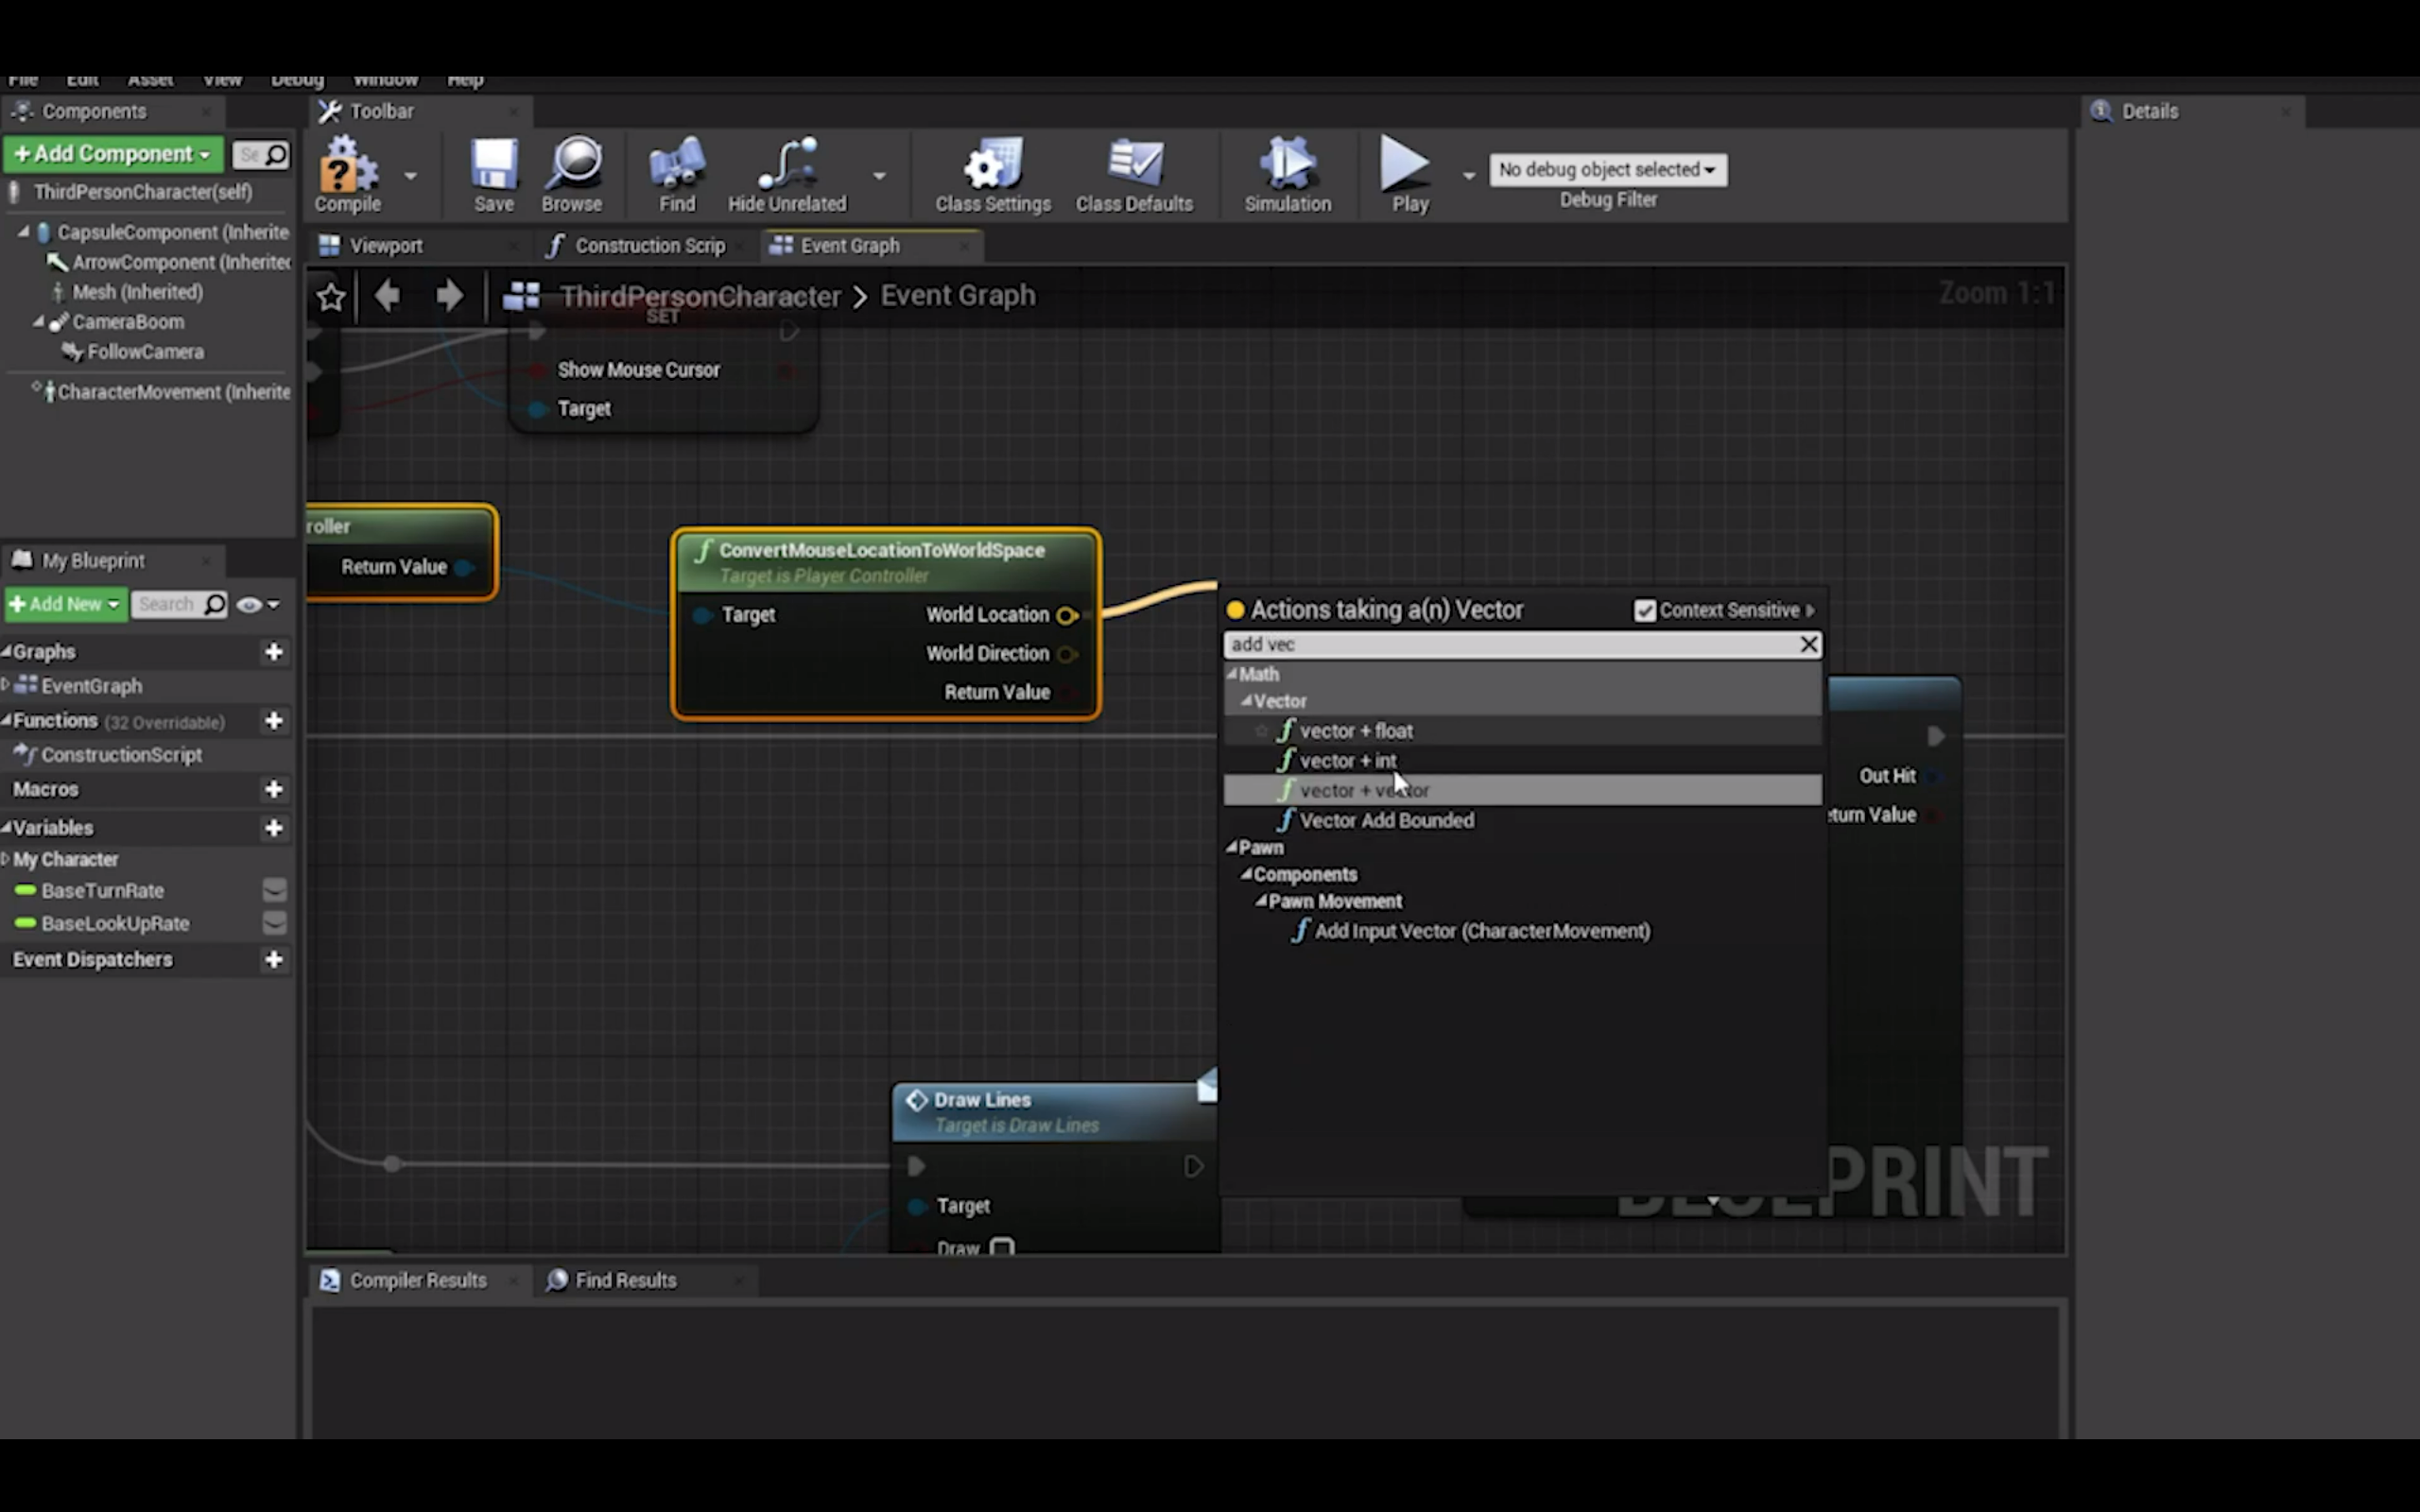 File Edit Asset View Debug Window Help
Components
Toolbar
Details
+Add Component
Se
ThirdPersonCharacter(self)
CapsuleComponent (Inherite
ArrowComponent (Inherited
Mesh (Inherited)
CameraBoom
FollowCamera
CharacterMovement (Inherite
Compile
Save
Browse
Find
Hide Unrelated
Class Settings
Class Defaults
Simulation
Play
No debug object selected
Debug Filter
Viewport
Construction Scrip
Event Graph
ThirdPersonCharacter > Event Graph
Zoom 1:1
SET
Show Mouse Cursor
Target
roller
Return Value
ConvertMouseLocationToWorldSpace
Target is Player Controller
Target
World Location
World Direction
Return Value
Actions taking a(n) Vector
Context Sensitive
add vec
Math
Vector
vector + float
vector + int
vector + vector
Vector Add Bounded
Pawn
Components
Pawn Movement
Add Input Vector (CharacterMovement)
Out Hit
eturn Value
My Blueprint
+Add New
Search
Graphs
EventGraph
Functions (32 Overridable)
ConstructionScript
Macros
Variables
My Character
BaseTurnRate
BaseLookUpRate
Event Dispatchers
Draw Lines
Target is Draw Lines
Target
Draw
BLUEPRINT
Compiler Results
Find Results